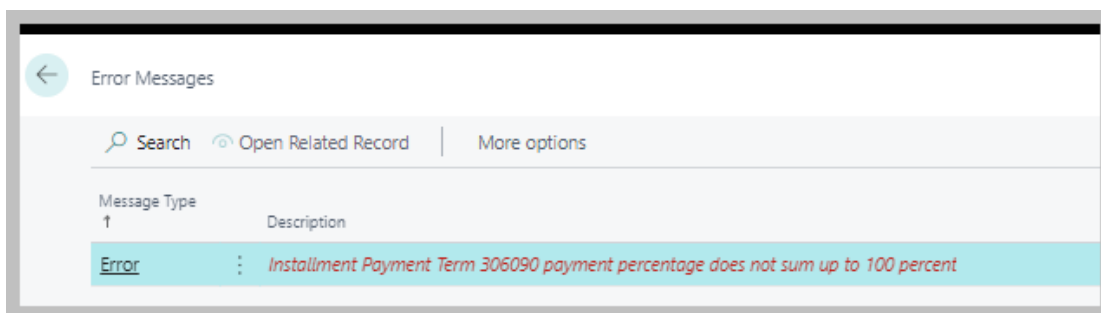 Error Messages
Search Open Related Record More options
Message Type
↑ Description
Error Installment Payment Term 306090 payment percentage does not sum up to 100 percent